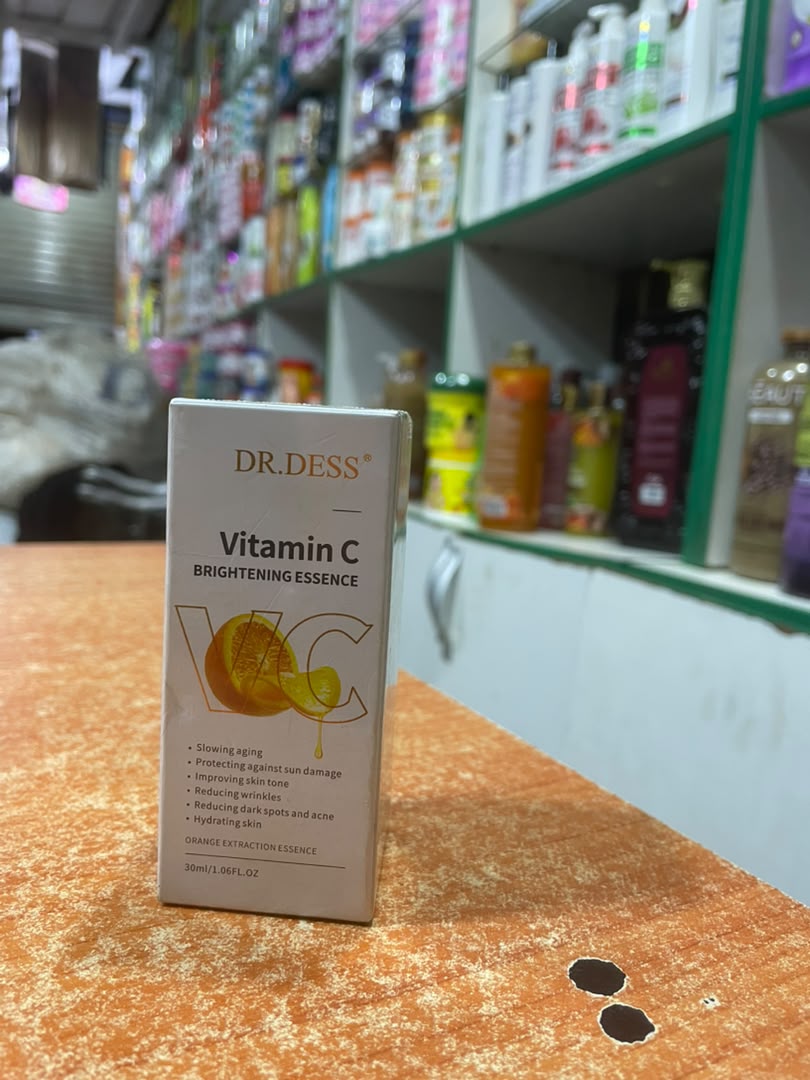 DR.DESS®
Vitamin C
BRIGHTENING ESSENCE
VC
• Slowing aging
• Protecting against sun damage
• Improving skin tone
• Reducing wrinkles
• Reducing dark spots and acne
• Hydrating skin
ORANGE EXTRACTION ESSENCE
30ml/1.06FL.OZ